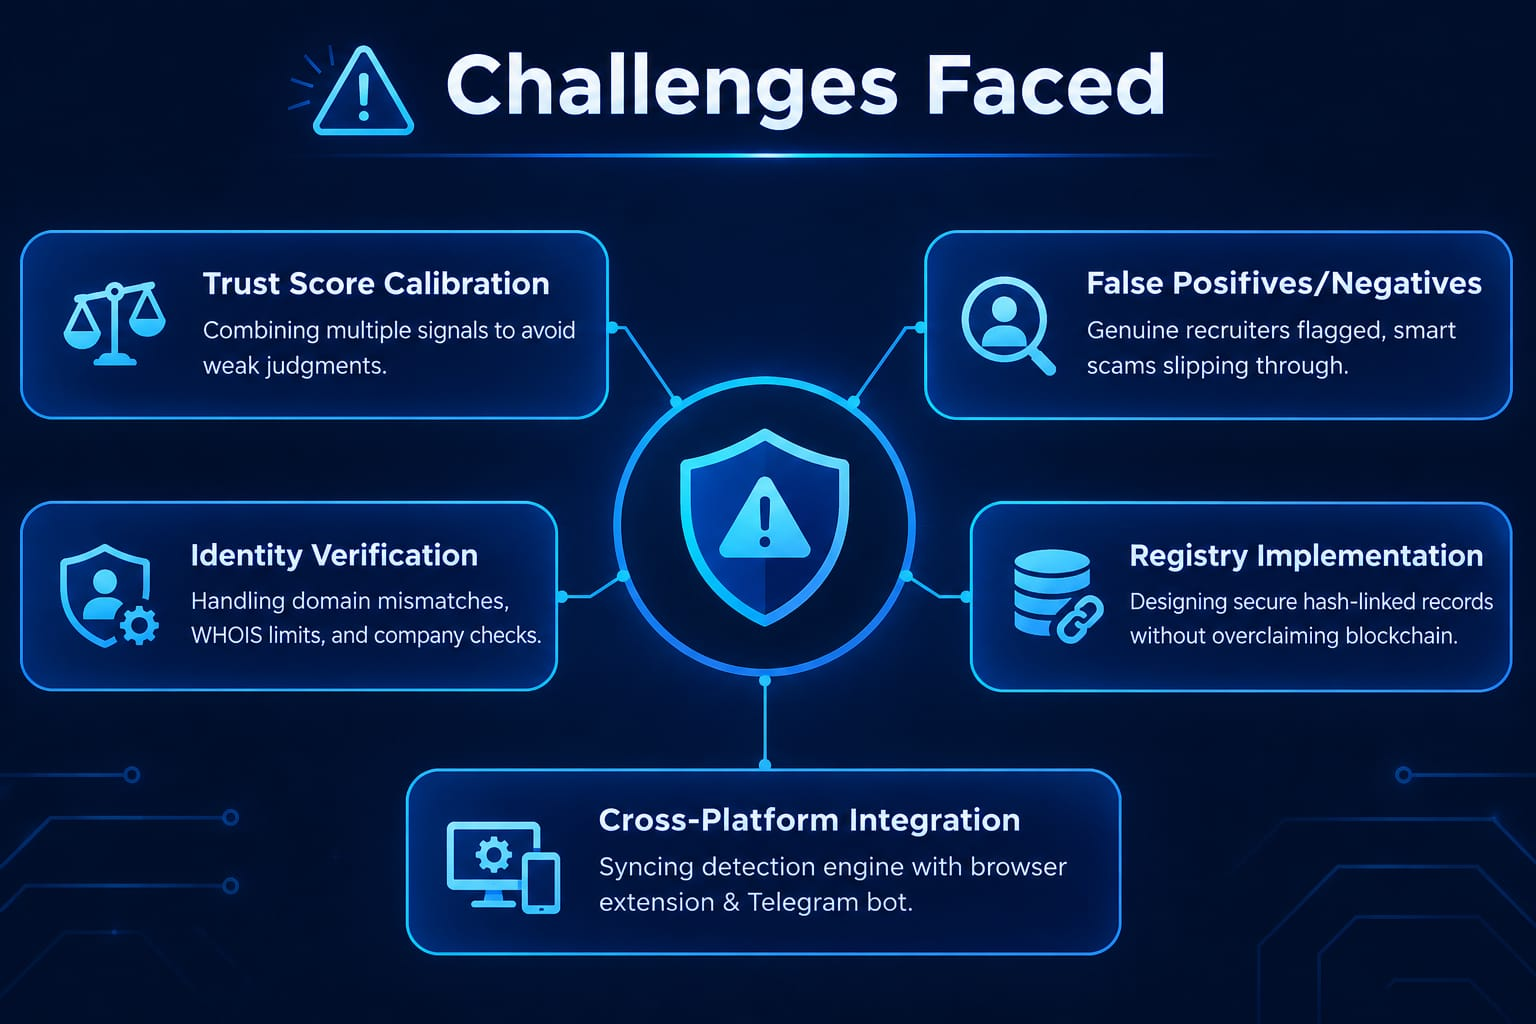 Challenges Faced
Trust Score Calibration
Combining multiple signals to avoid
weak judgments.
False Positifives/Negatives
Genuine recruiters flagged, smart
scams slipping through.
Identity Verification
Handling domain mismatches,
WHOIS limits, and company checks.
Registry Implementation
Designing secure hash-linked records
without overclaiming blockchain.
Cross-Platform Integration
Syncing detection engine with browser
extension & Telegram bot.